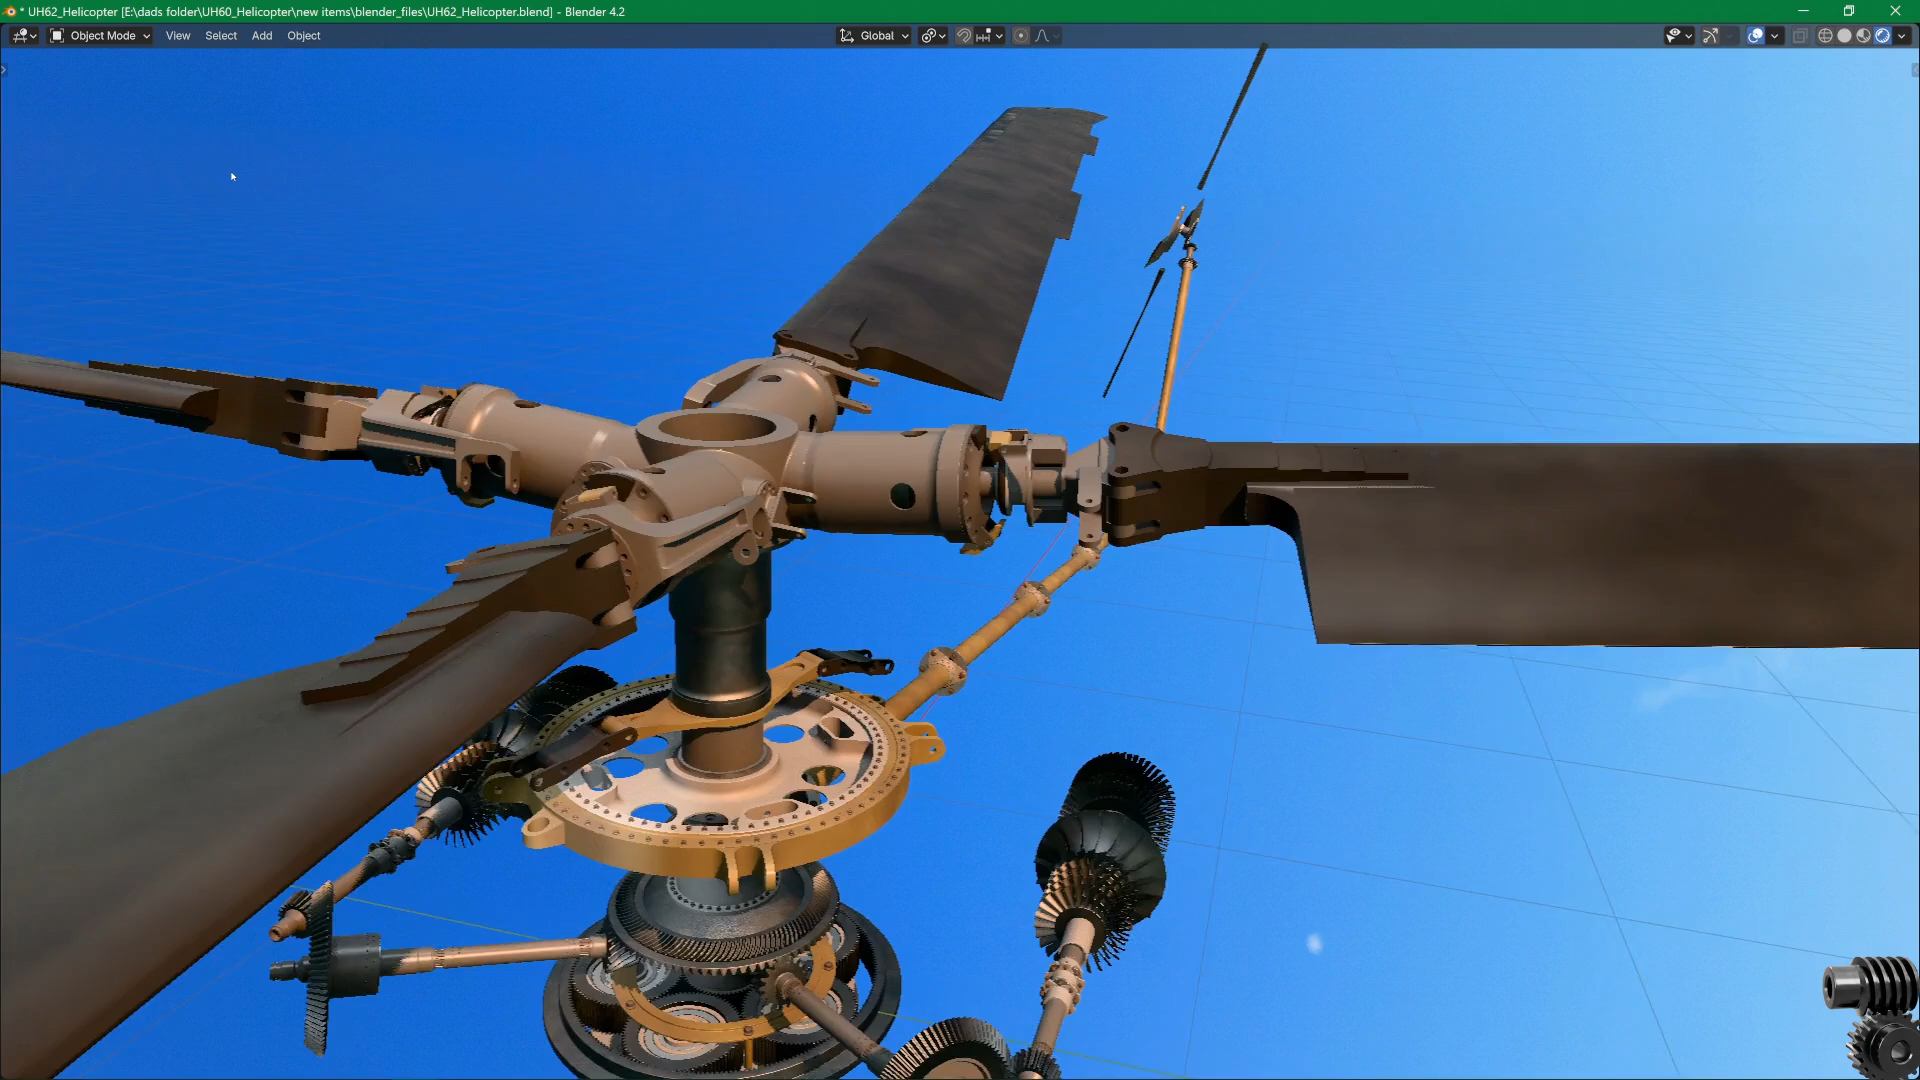 * UH62_Helicopter [E:\dads folder\UH60_Helicopter\new items\blender_files\UH62_Helicopter.blend] - Blender 4.2
Object Mode View Select Add Object Global